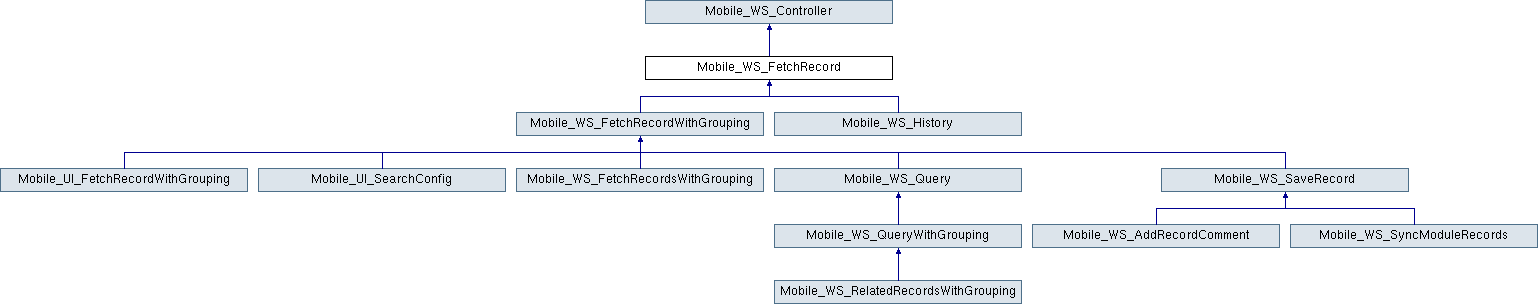 Mobile_WS_Controller
Mobile_WS_FetchRecord
Mobile_WS_FetchRecordWithGrouping
Mobile_WS_History
Mobile_UI_FetchRecordWithGrouping
Mobile_UI_SearchConfig
Mobile_WS_FetchRecordsWithGrouping
Mobile_WS_Query
Mobile_WS_SaveRecord
Mobile_WS_QueryWithGrouping
Mobile_WS_AddRecordComment
Mobile_WS_SyncModuleRecords
Mobile_WS_RelatedRecordsWithGrouping